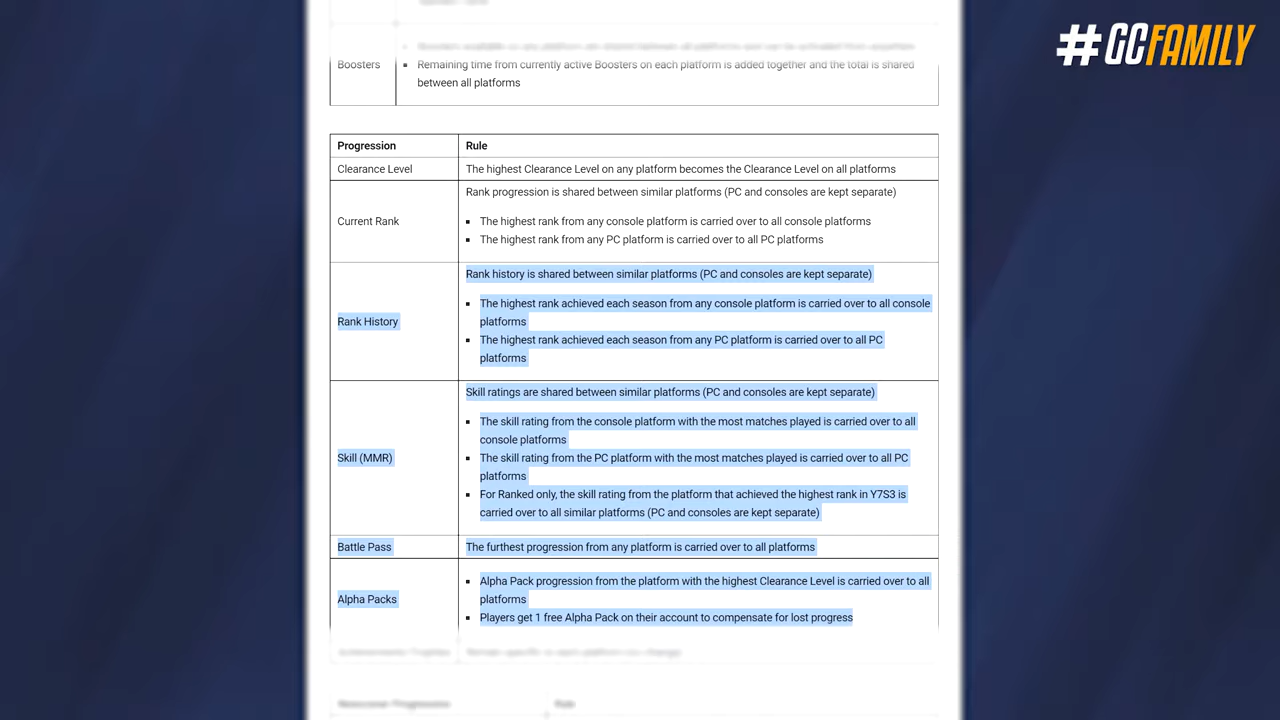 #GCFAMILY
Boosters
▪ Remaining time from currently active Boosters on each platform is added together and the total is shared
between all platforms
Progression Rule
Clearance Level The highest Clearance Level on any platform becomes the Clearance Level on all platforms
Rank progression is shared between similar platforms (PC and consoles are kept separate)
Current Rank
▪ The highest rank from any console platform is carried over to all console platforms
▪ The highest rank from any PC platform is carried over to all PC platforms
Rank history is shared between similar platforms (PC and consoles are kept separate)
▪ The highest rank achieved each season from any console platform is carried over to all console
Rank History
platforms
▪ The highest rank achieved each season from any PC platform is carried over to all PC
platforms
Skill ratings are shared between similar platforms (PC and consoles are kept separate)
▪ The skill rating from the console platform with the most matches played is carried over to all
console platforms
Skill (MMR)
▪ The skill rating from the PC platform with the most matches played is carried over to all PC
platforms
▪ For Ranked only, the skill rating from the platform that achieved the highest rank in Y7S3 is
carried over to all similar platforms (PC and consoles are kept separate)
Battle Pass The furthest progression from any platform is carried over to all platforms
▪ Alpha Pack progression from the platform with the highest Clearance Level is carried over to all
Alpha Packs
platforms
▪ Players get 1 free Alpha Pack on their account to compensate for lost progress